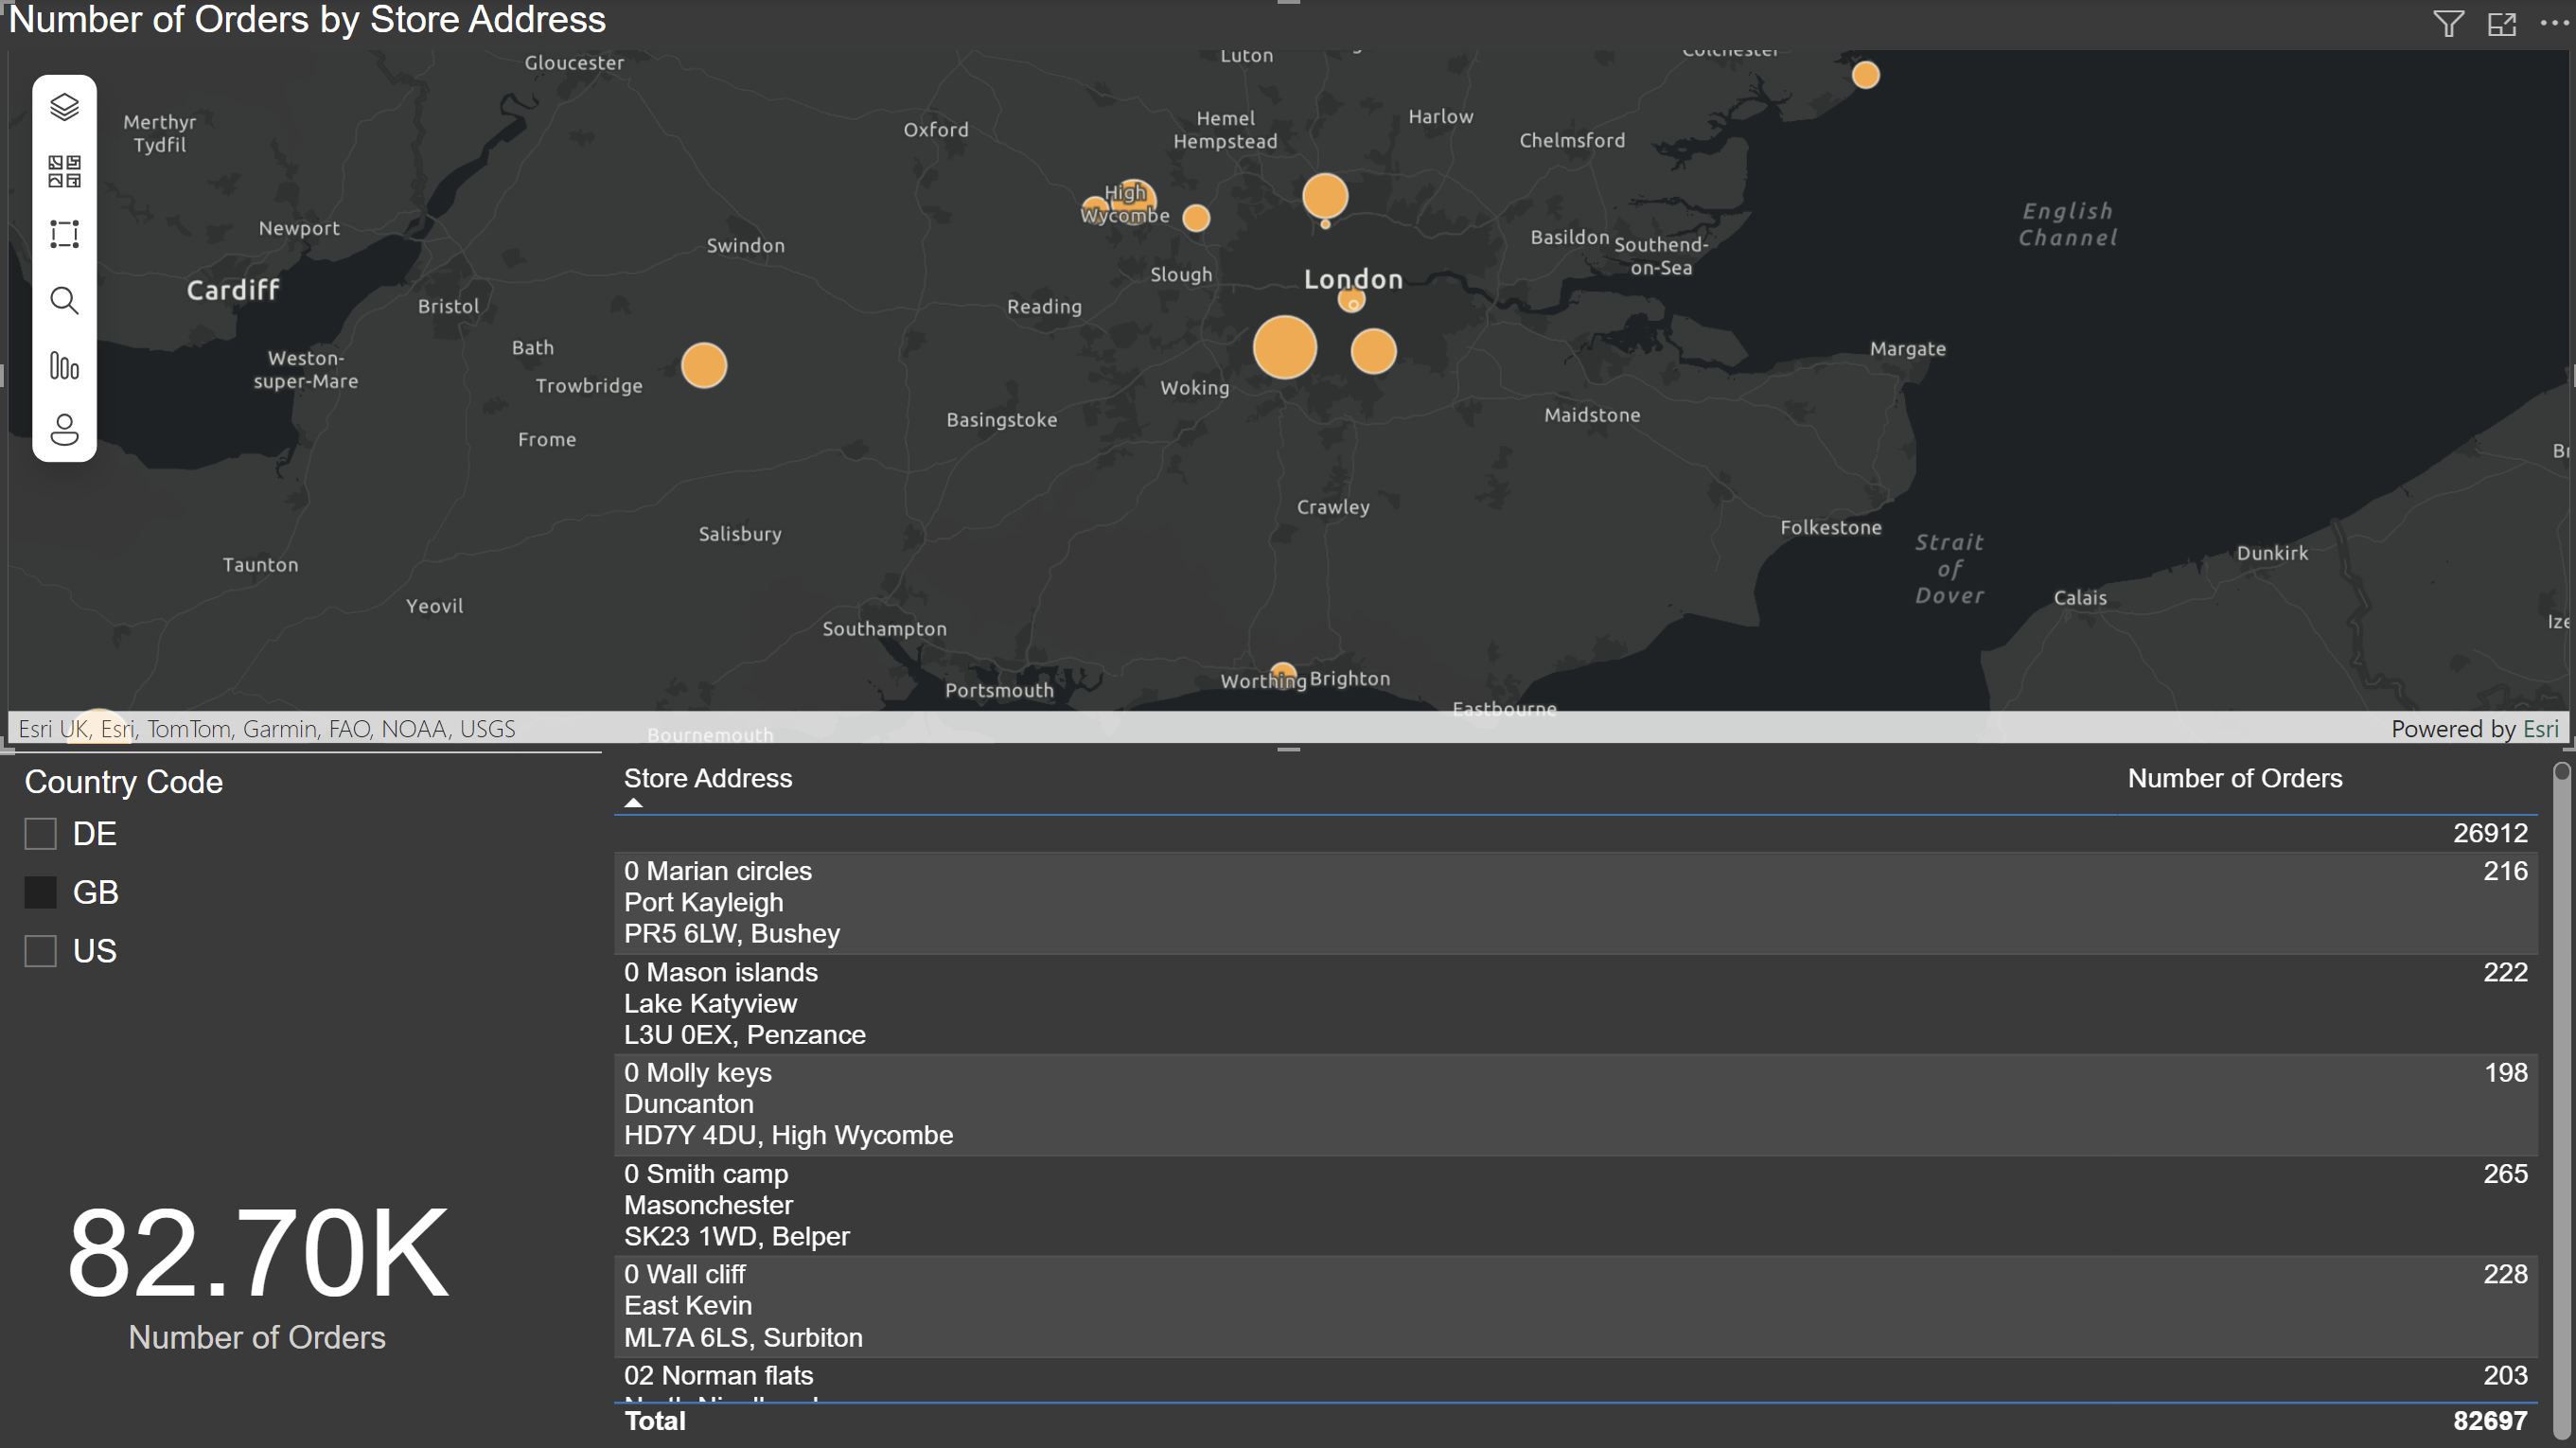 Number of Orders by Store Address
Gloucester
Luton
Colchester
Merthyr
Tydfil
Oxford
Hemel
Hempstead
Harlow
Chelmsford
High
Wycombe
English
Channel
Newport
Swindon
Basildon
Southend-
on-Sea
Slough
London
Cardiff
Bristol
Reading
Bath
Weston-
super-Mare
Margate
Trowbridge
Woking
Basingstoke
Maidstone
Frome
Crawley
Salisbury
Folkestone
Strait
of
Dover
Dunkirk
Taunton
Calais
Yeovil
Southampton
Worthing
Brighton
Portsmouth
Eastbourne
Bournemouth
Esri UK, Esri, TomTom, Garmin, FAO, NOAA, USGS
Powered by Esri
Country Code
DE
GB
US
82.70K
Number of Orders
Store Address Number of Orders
26912
0 Marian circles 216
Port Kayleigh
PR5 6LW, Bushey
0 Mason islands 222
Lake Katyview
L3U 0EX, Penzance
0 Molly keys 198
Duncanton
HD7Y 4DU, High Wycombe
0 Smith camp 265
Masonchester
SK23 1WD, Belper
0 Wall cliff 228
East Kevin
ML7A 6LS, Surbiton
02 Norman flats 203
Total 82697